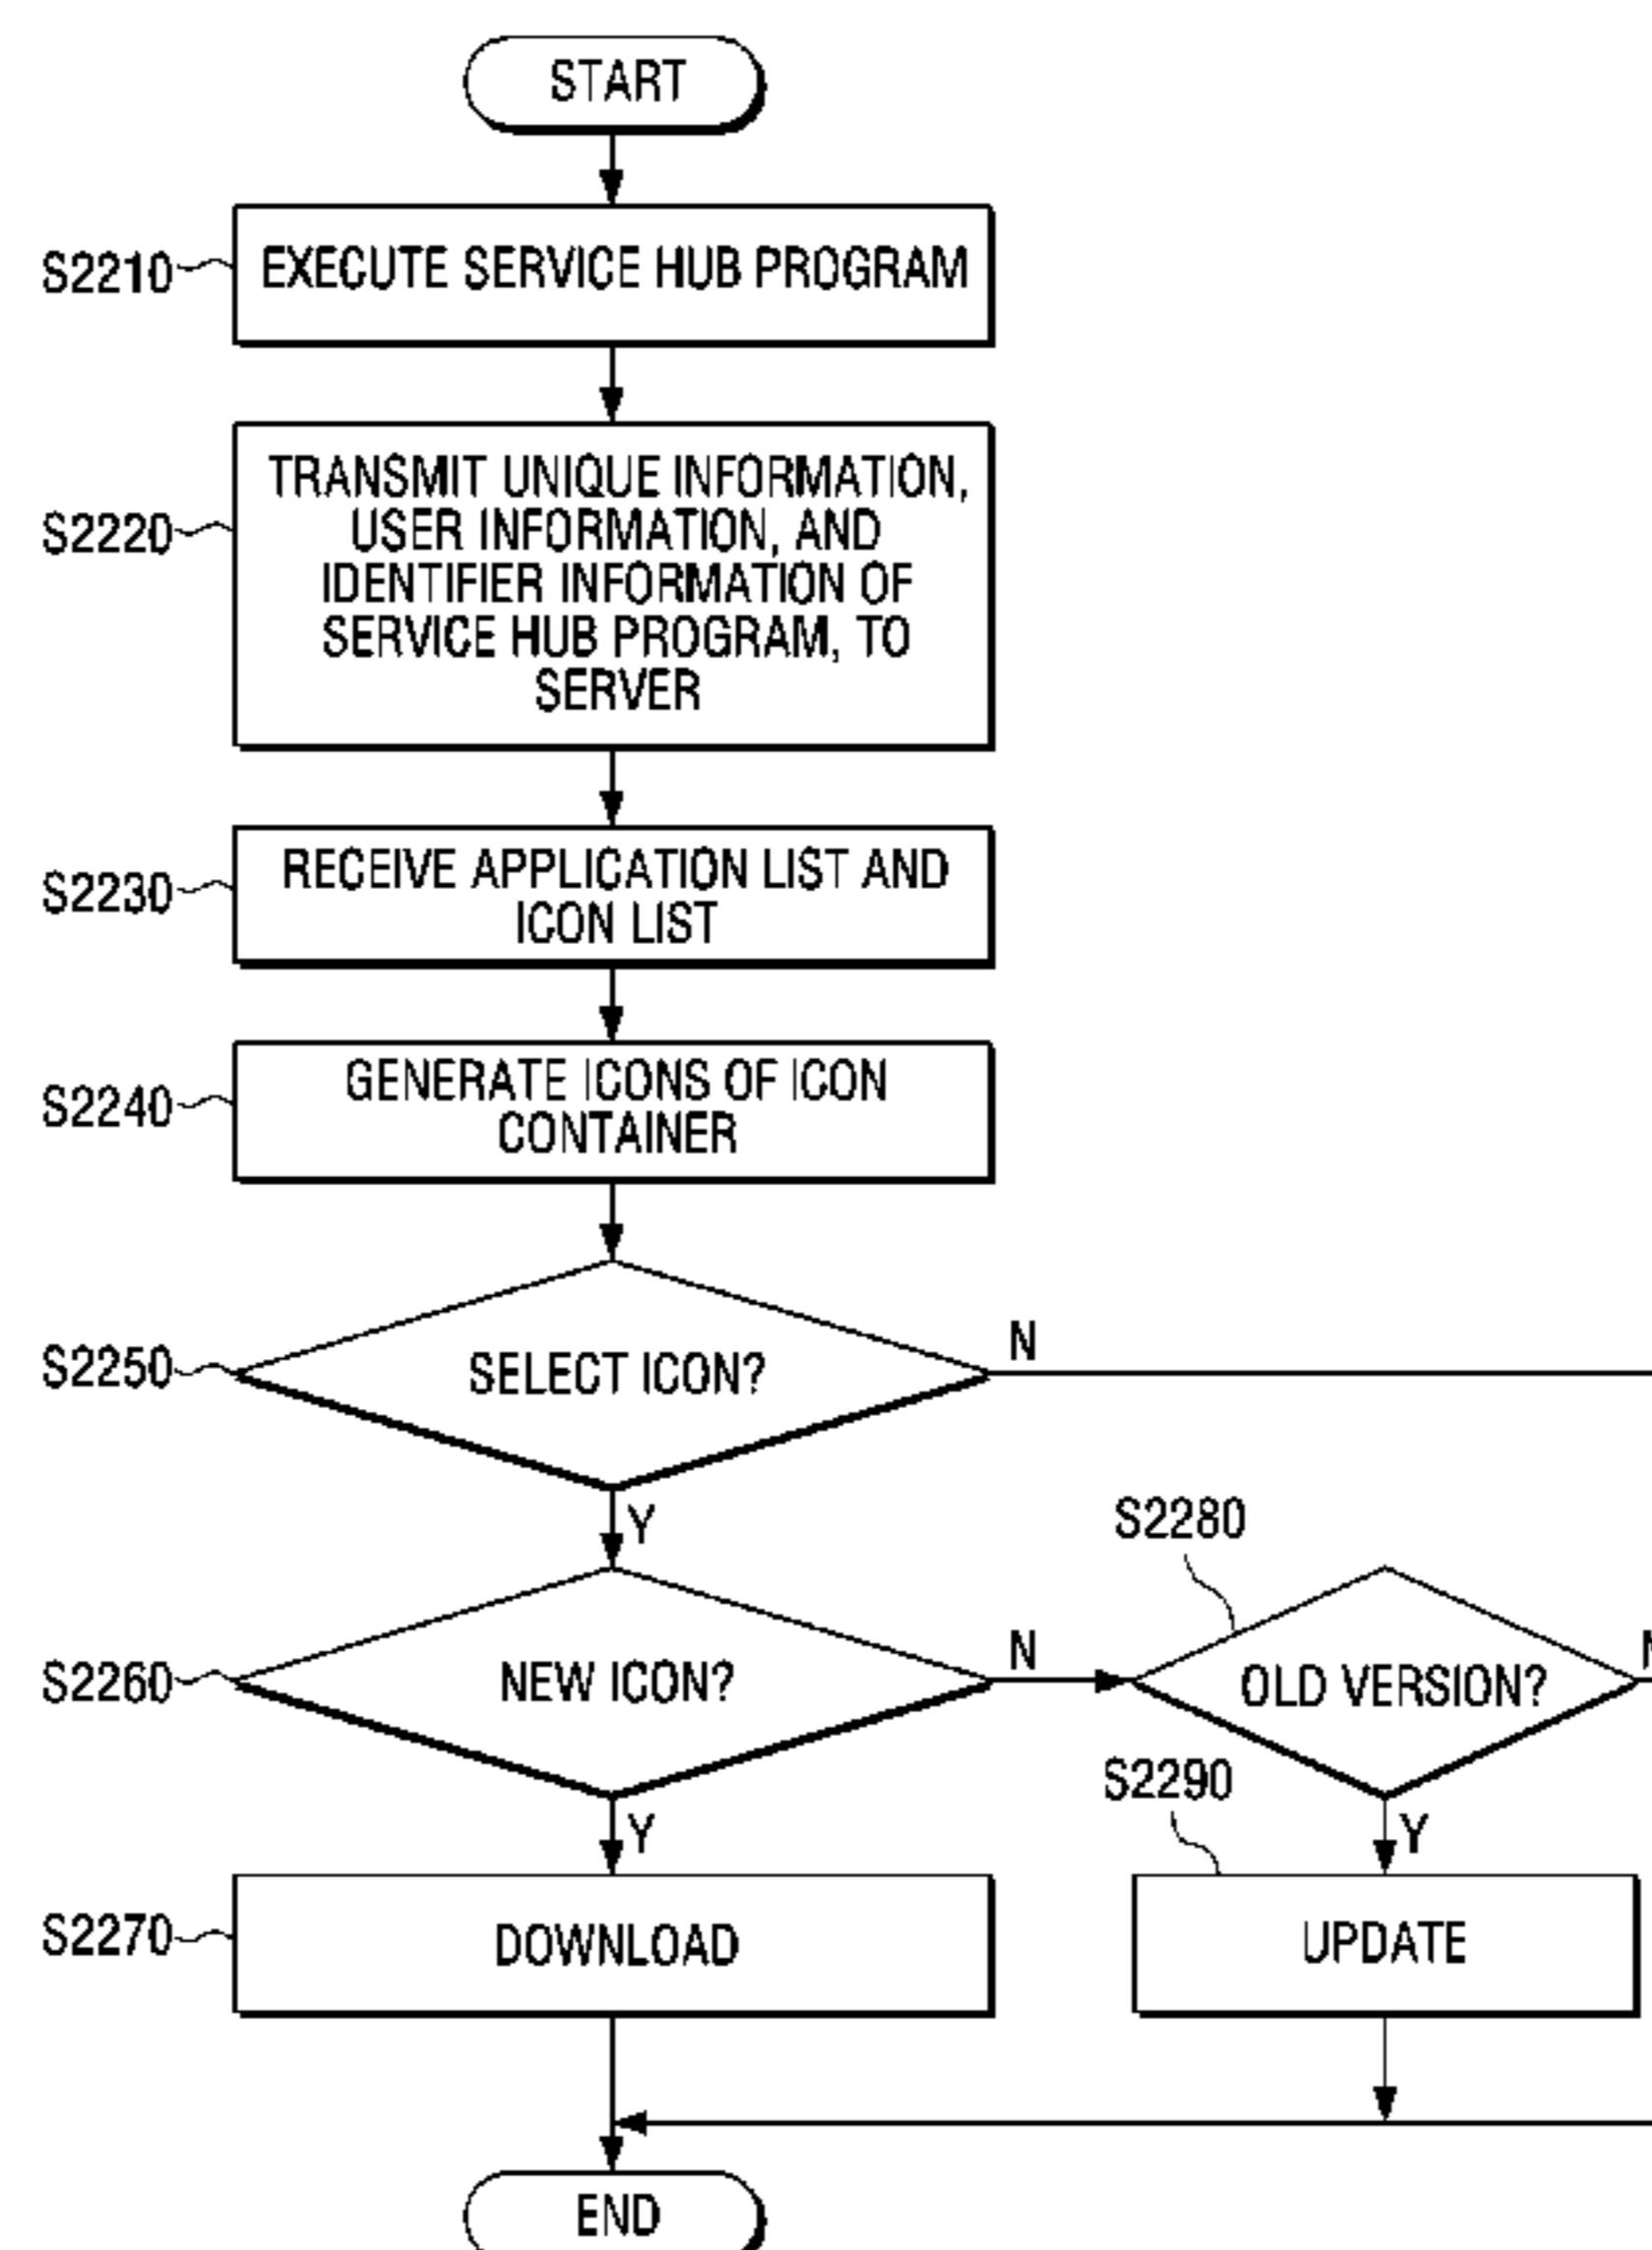 START
S2210
EXECUTE SERVICE HUB PROGRAM
S2220
TRANSMIT UNIQUE INFORMATION,
USER INFORMATION, AND
IDENTIFIER INFORMATION OF
SERVICE HUB PROGRAM, TO
SERVER
S2230
RECEIVE APPLICATION LIST AND
ICON LIST
S2240
GENERATE ICONS OF ICON
CONTAINER
S2250
SELECT ICON?
N
Y
S2260
NEW ICON?
N
S2280
OLD VERSION?
Y
S2290
Y
S2270
DOWNLOAD
UPDATE
END